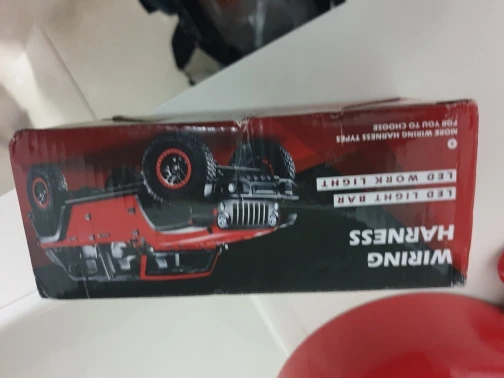 WIRING
HARNESS
LED LIGHT BAR
LED WORK LIGHT
MORE WIRING HARNESS TYPES
FOR YOU TO CHOOSE